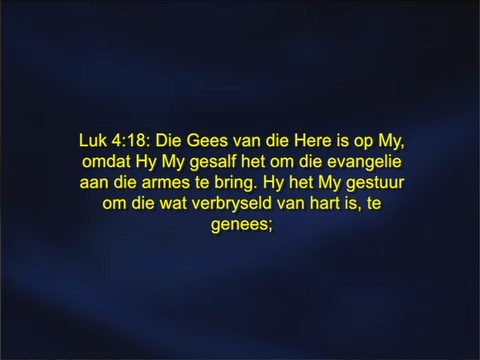 Luk 4:18: Die Gees van die Here is op My,
omdat Hy My gesalf het om die evangelie
aan die armes te bring. Hy het My gestuur
om die wat verbryseld van hart is, te
genees;